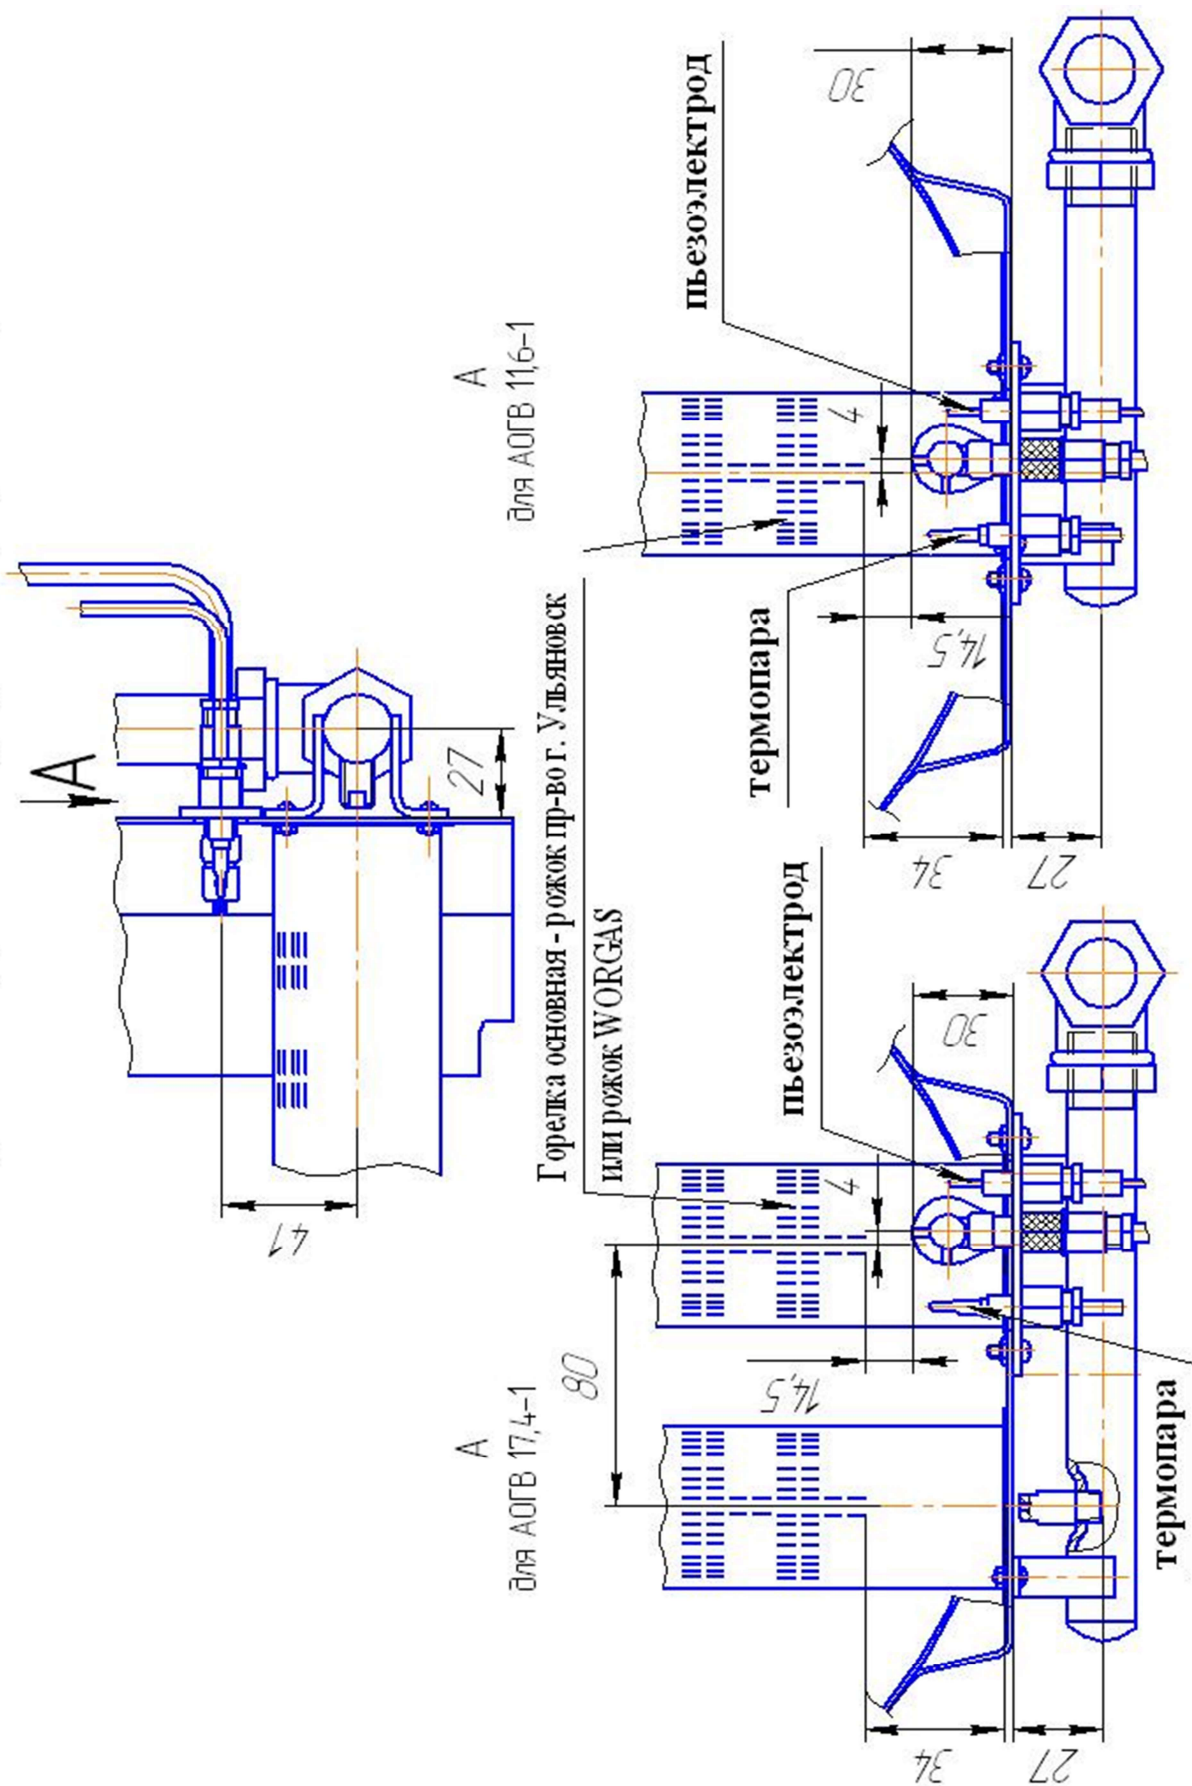 А
27
41
Горелка основная - рожок пр-во г. Ульяновск
или рожок WORGAS
А
для АОГВ 17,4-1
80
14,5
4
30
34
27
пьезоэлектрод
термопара
А
для АОГВ 11,6-1
4
14,5
30
34
27
пьезоэлектрод
термопара